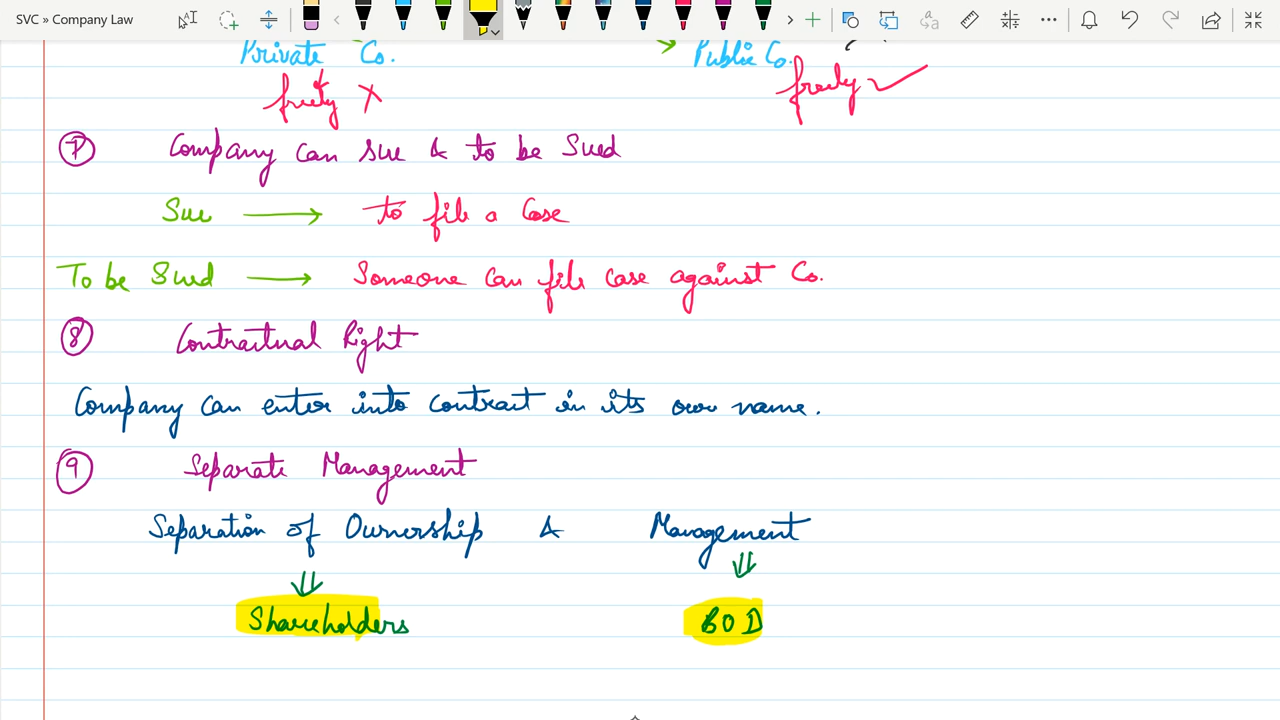 SVC » Company Law
Private Co. Public Co.
freely X freely ✓
7 Company can sue & to be Sued
Sue → to file a Case
To be Sued → Someone can file case against Co.
8 Contractual Right
Company can enter into contract in its own name.
9 Separate Management
Separation of Ownership & Management
⇓ ⇓
Shareholders BOD